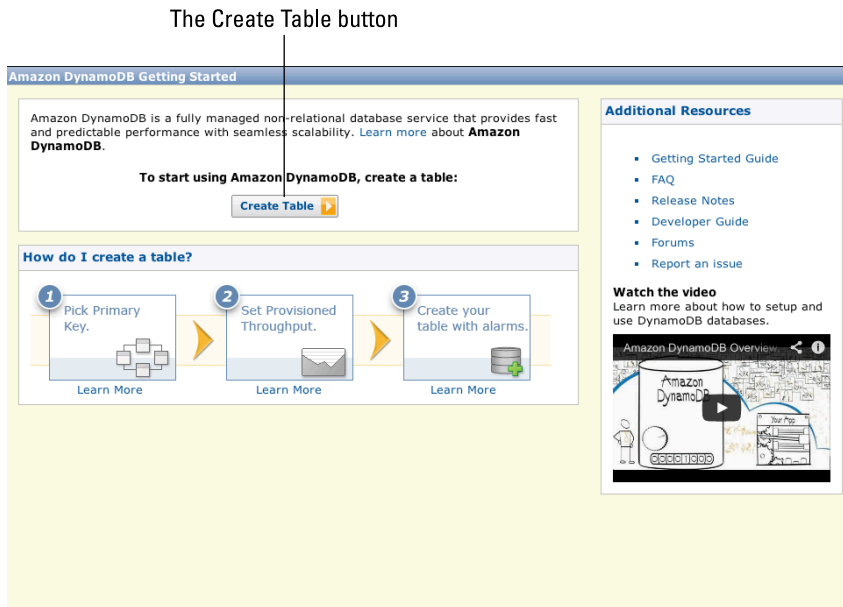 The Create Table button
Amazon DynamoDB Getting Started
Amazon DynamoDB is a fully managed non-relational database service that provides fast
and predictable performance with seamless scalability. Learn more about Amazon
DynamoDB.
To start using Amazon DynamoDB, create a table:
Create Table
How do I create a table?
1
Pick Primary
Key.
Learn More
2
Set Provisioned
Throughput.
Learn More
3
Create your
table with alarms.
Learn More
Additional Resources
Getting Started Guide
FAQ
Release Notes
Developer Guide
Forums
Report an issue
Watch the video
Learn more about how to setup and
use DynamoDB databases.
Amazon DynamoDB Overview
Amazon
DynamoDB
Your App
0001000